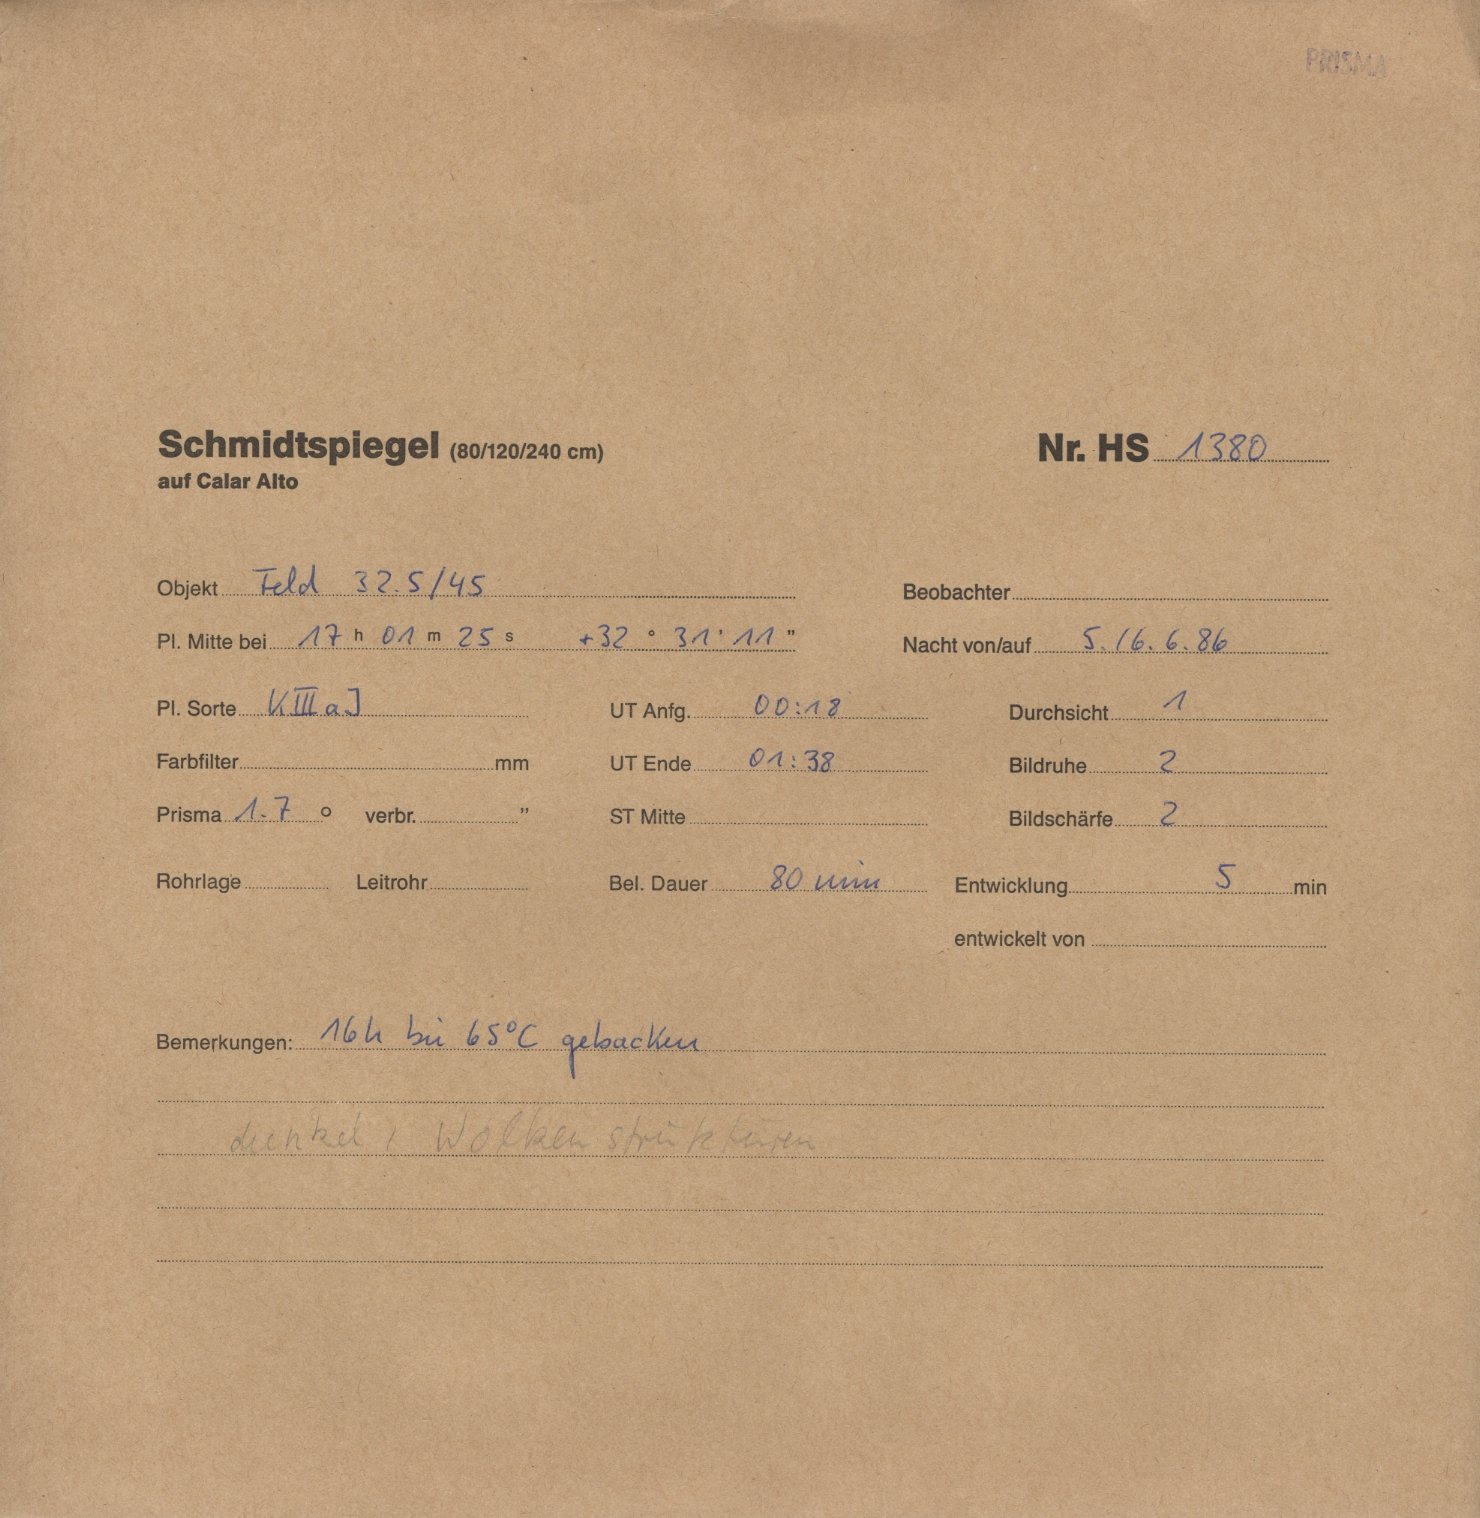 PRISMA
Schmidtspiegel (80/120/240 cm)
auf Calar Alto
Nr. HS 1380
Objekt Feld 32.5/45
Beobachter
Pl. Mitte bei 17 h 01 m 25 s +32 ° 31 ' 11 "
Nacht von/auf 5./6.6.86
Pl. Sorte KIIIaJ UT Anfg. 00:18 Durchsicht 1
Farbfilter mm UT Ende 01:38 Bildruhe 2
Prisma 1.7 ° verbr. " ST Mitte Bildschärfe 2
Rohrlage Leitrohr Bel. Dauer 80 min Entwicklung 5 min
entwickelt von
Bemerkungen: 16h bei 65°C gebacken
dunkel, Wolkenstrukturen